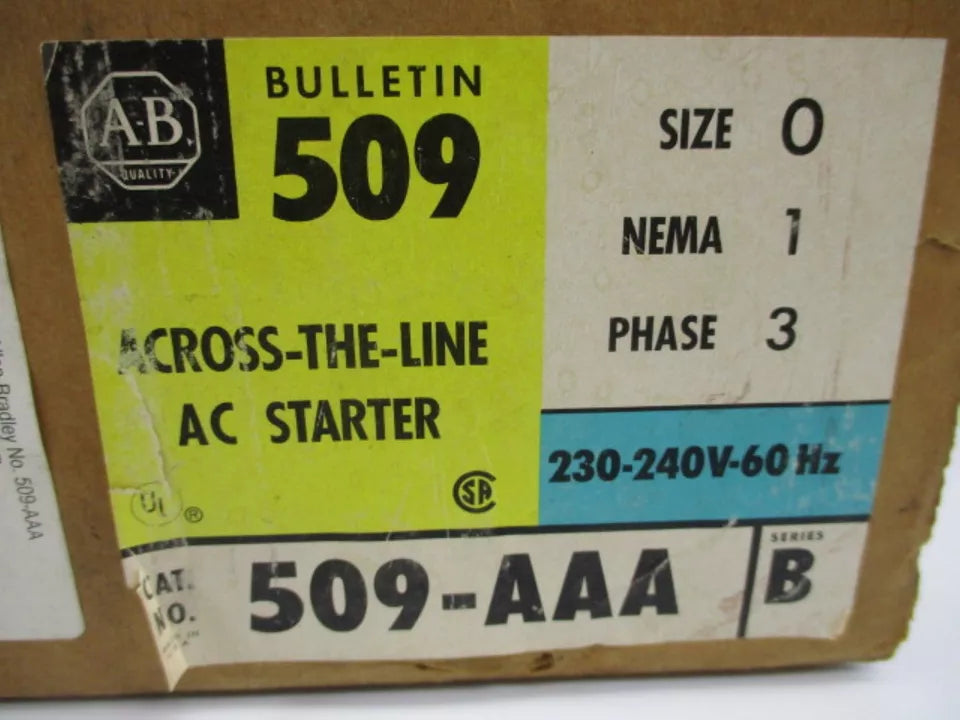 A-B
QUALITY
BULLETIN
509
ACROSS-THE-LINE
AC STARTER
UL ®
SA
SIZE 0
NEMA 1
PHASE 3
230-240V-60 Hz
CAT. NO.
509-AAA
SERIES
B
Bradley No. 509-AAA